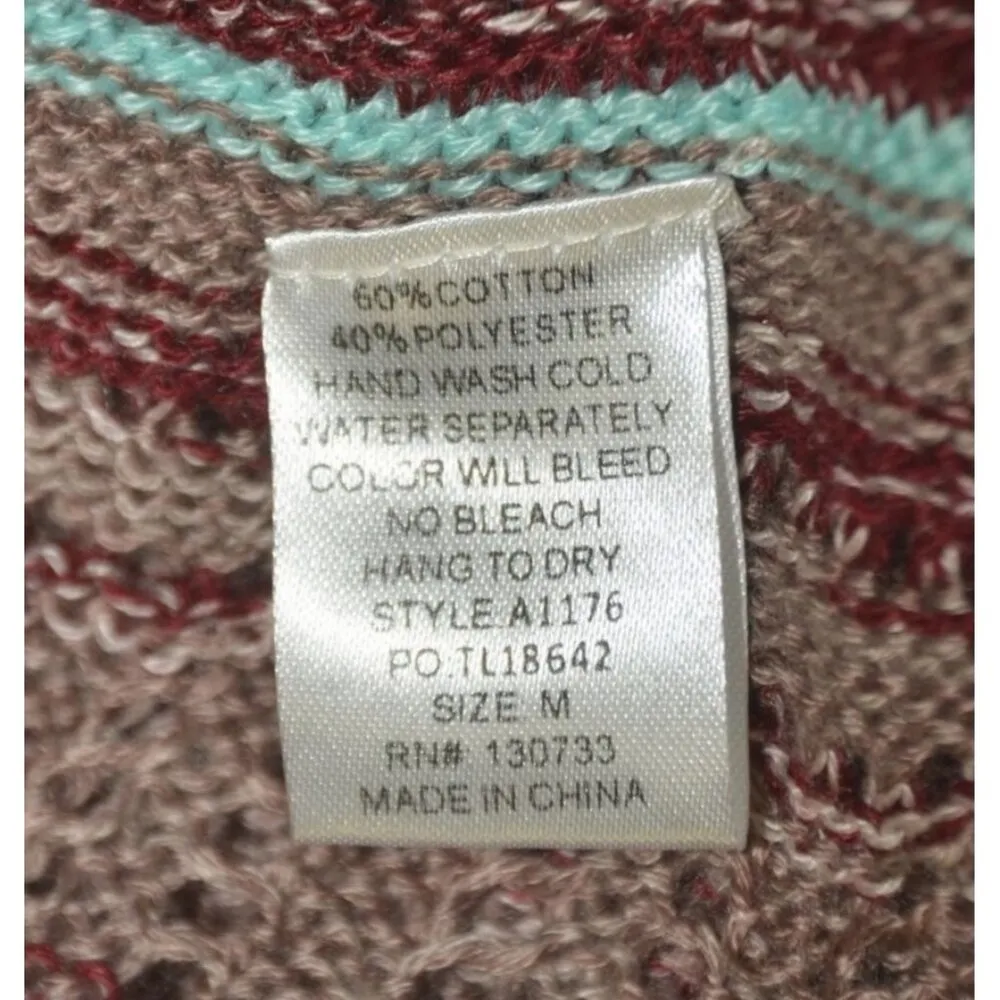 60%COTTON
40%POLYESTER
HAND WASH COLD
WATER SEPARATELY
COLOR WILL BLEED
NO BLEACH
HANG TO DRY
STYLE:A1176
PO:TL18642
SIZE: M
RN# 130733
MADE IN CHINA